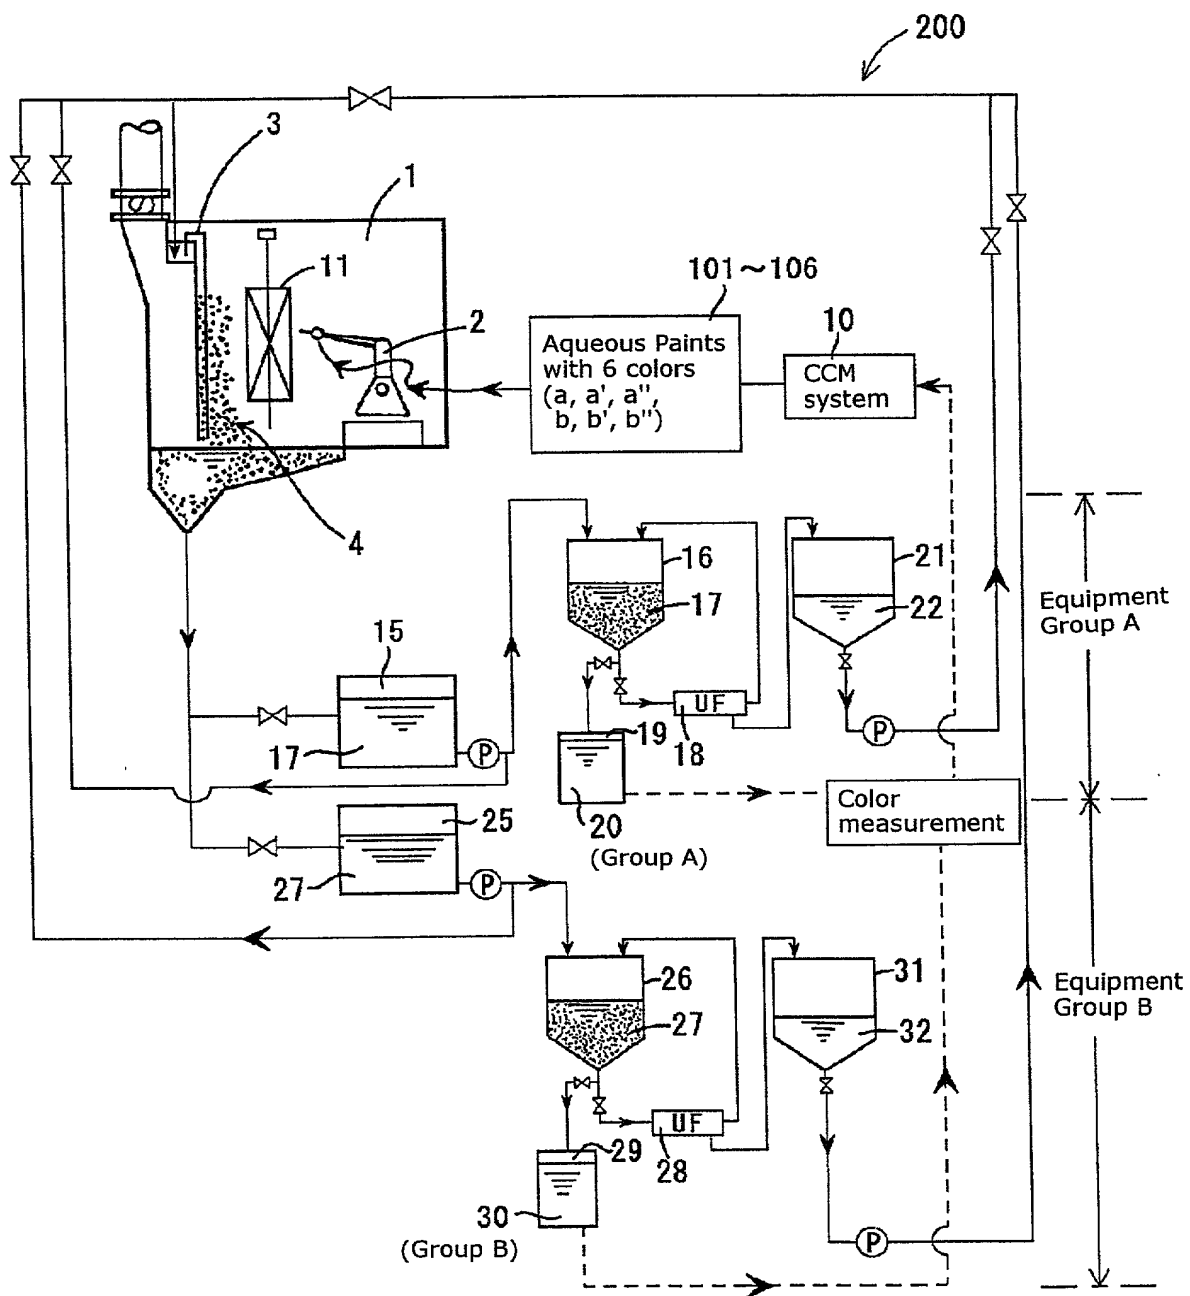 200
3
1
11
2
101~106
10
Aqueous Paints
with 6 colors
(a, a', a'',
b, b', b'')
CCM
system
4
16
17
21
22
Equipment
Group A
15
17
P
UF
18
19
20
(Group A)
P
Color
measurement
25
27
P
26
27
31
32
Equipment
Group B
UF
28
29
30
(Group B)
P